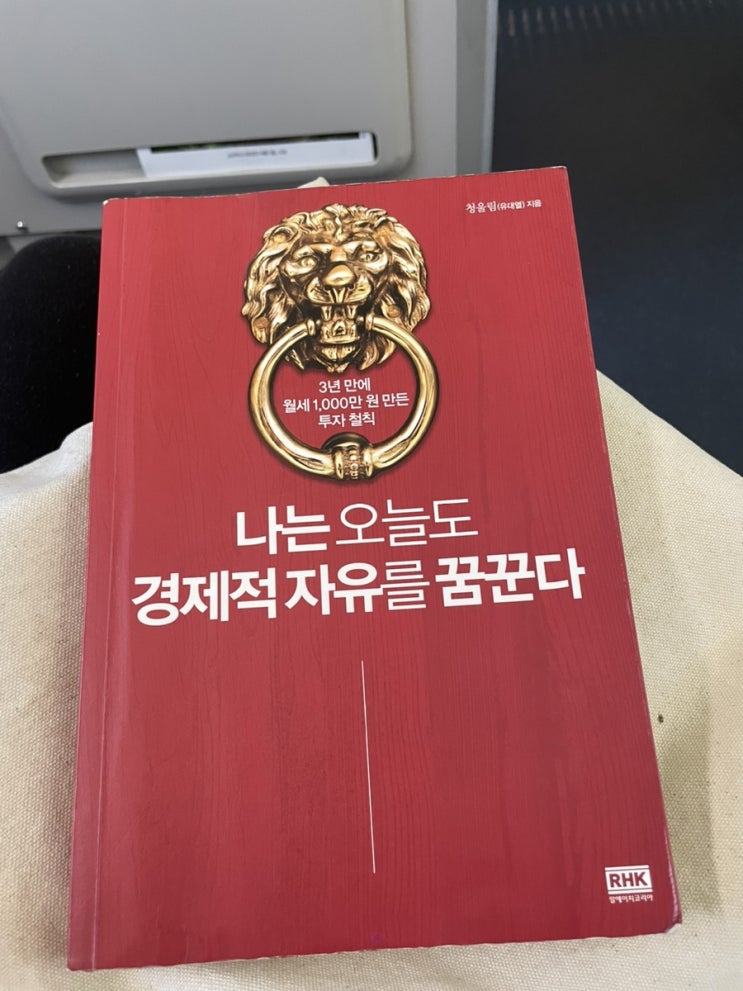 청울림(유대열) 지음
3년 만에
월세 1,000만 원 만든
투자 철칙
나는 오늘도
경제적 자유를 꿈꾼다
RHK
알에이치코리아